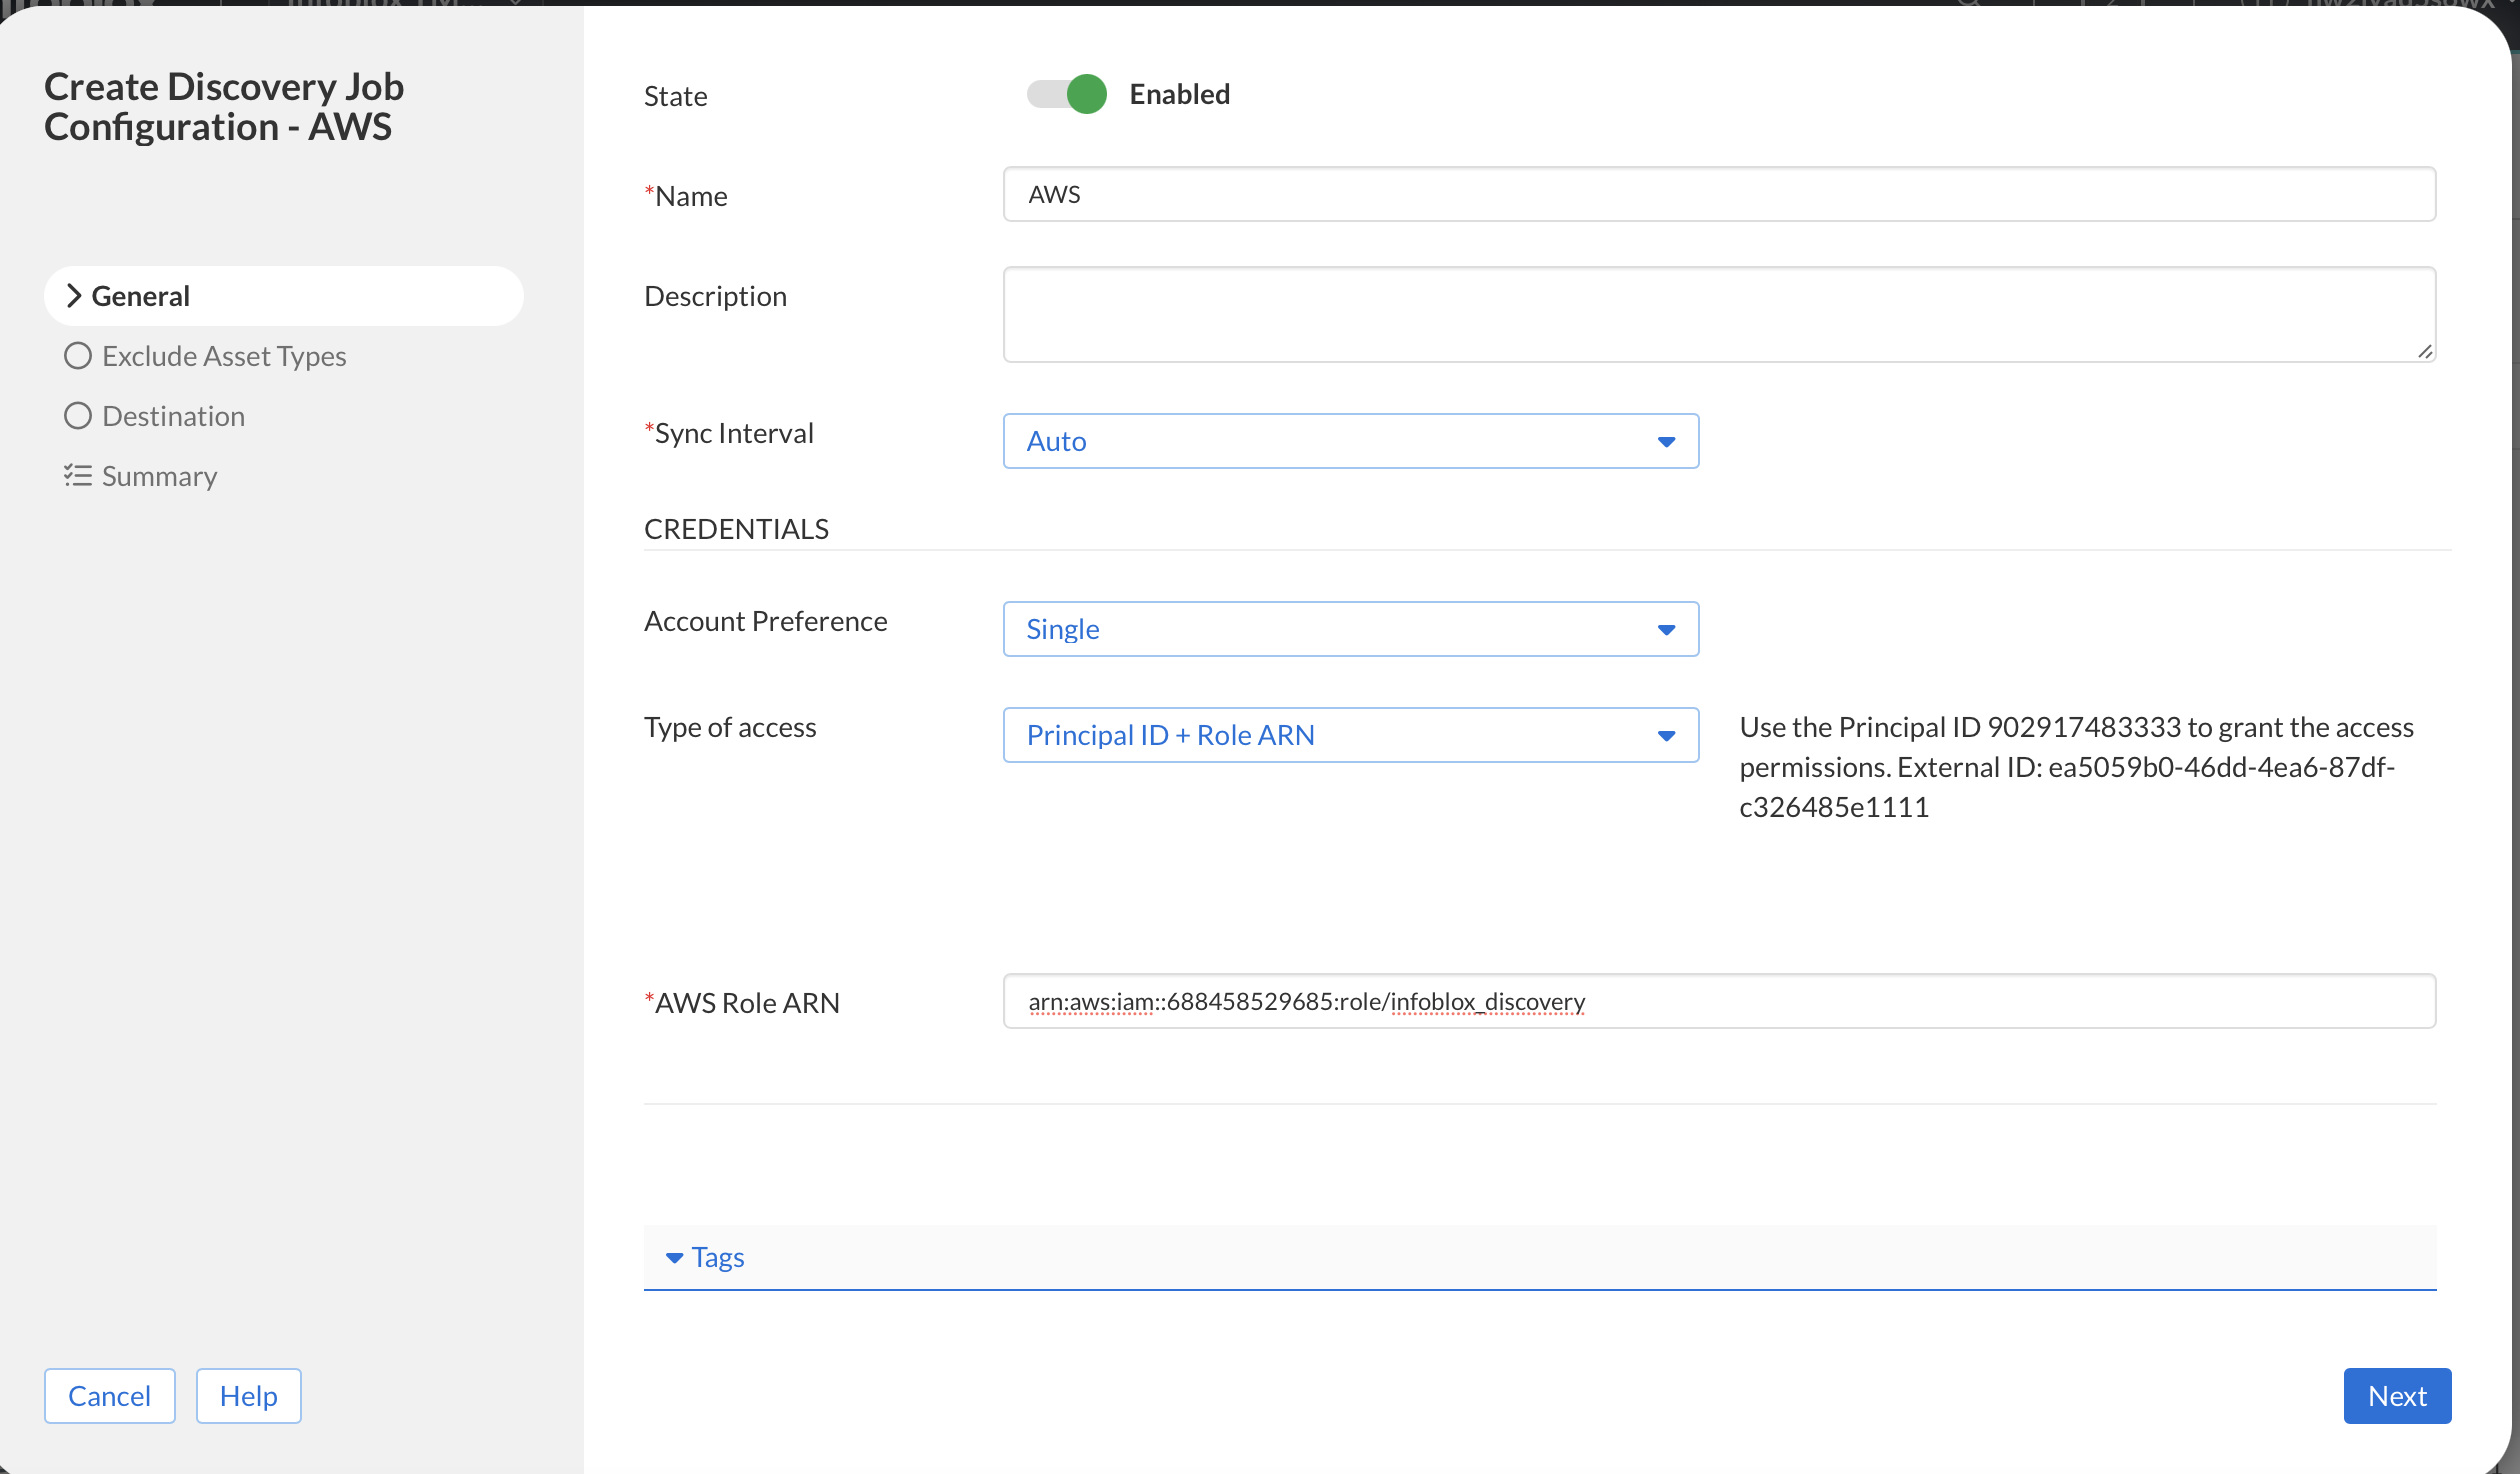 Create Discovery Job
Configuration - AWS
General
Exclude Asset Types
Destination
Summary
Cancel
Help
State
Enabled
*Name
AWS
Description
*Sync Interval
Auto
CREDENTIALS
Account Preference
Single
Type of access
Principal ID + Role ARN
Use the Principal ID 902917483333 to grant the access
permissions. External ID: ea5059b0-46dd-4ea6-87df-
c326485e1111
*AWS Role ARN
arn:aws:iam::688458529685:role/infoblox_discovery
Tags
Next